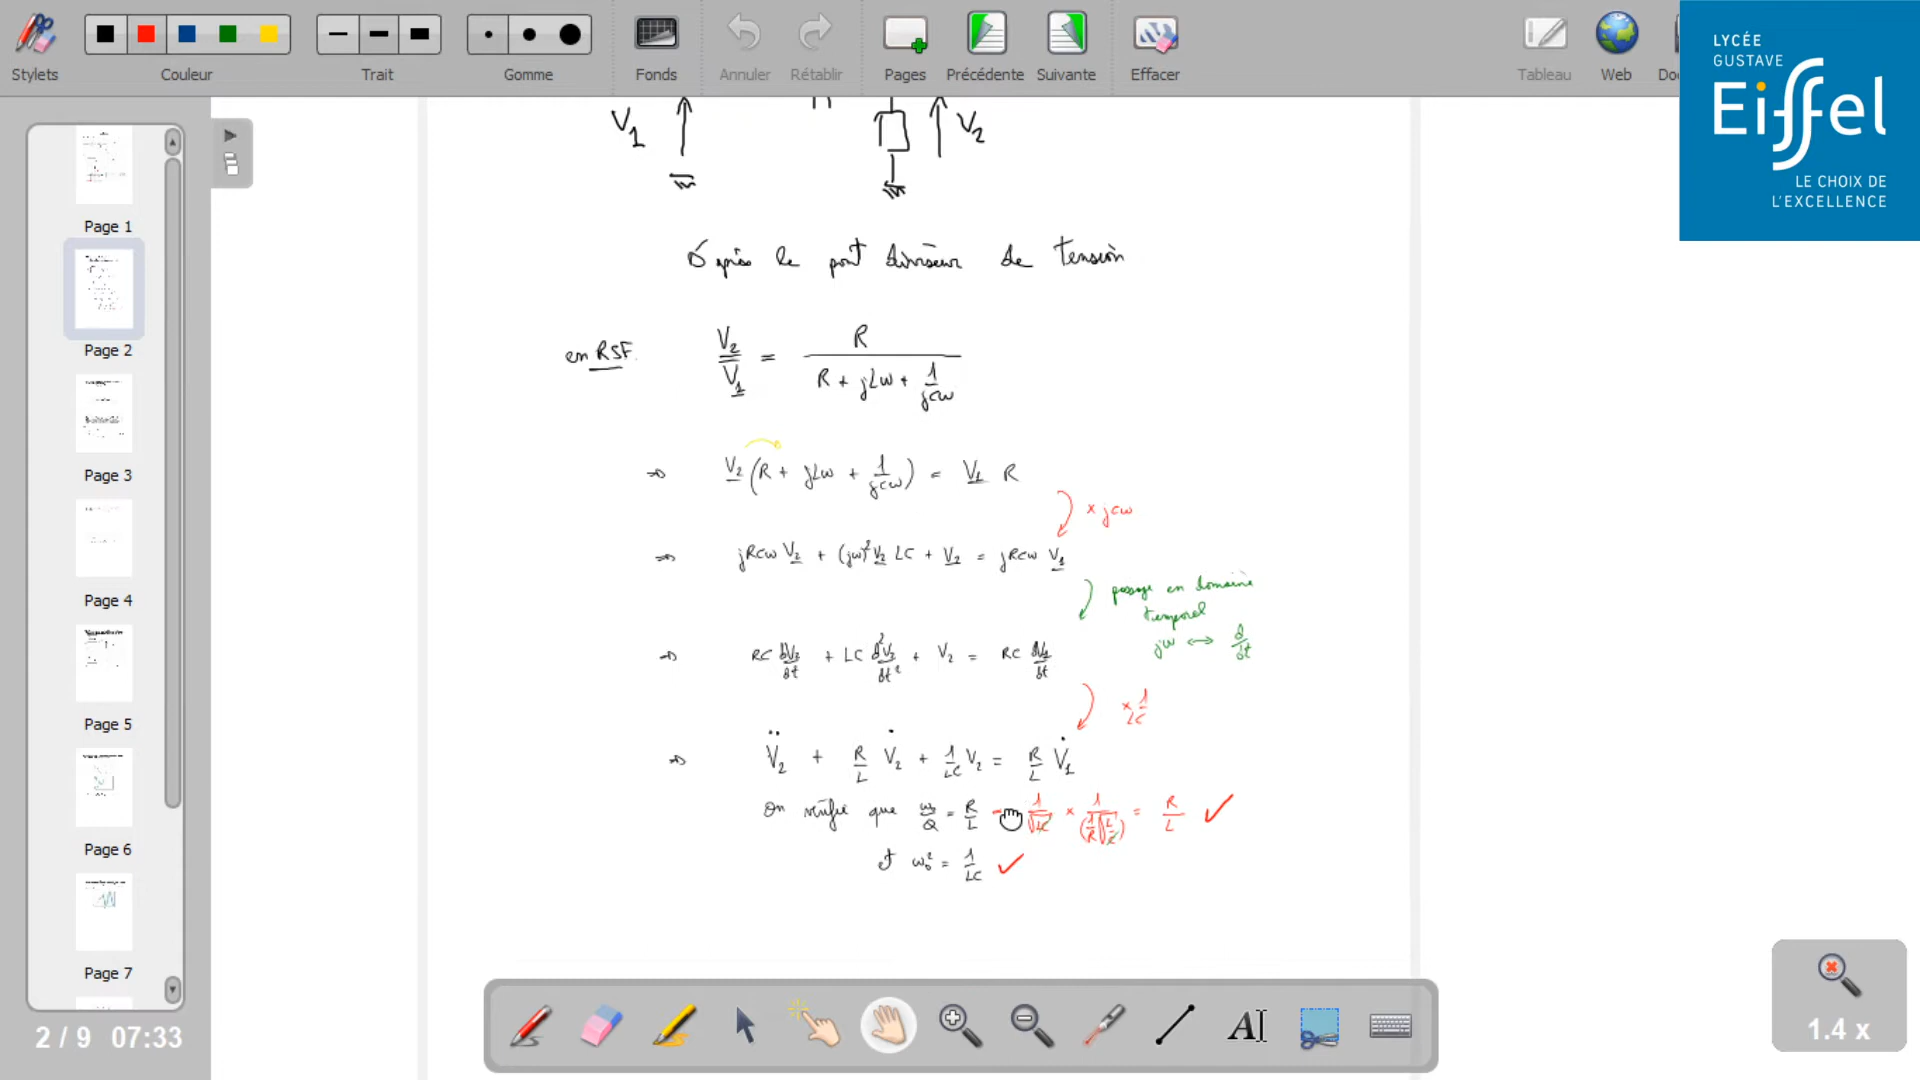 Stylets
Couleur
Trait
Gomme
Fonds
Annuler
Rétablir
Pages
Précédente
Suivante
Effacer
Tableau
Web
LYCÉE
GUSTAVE
Eiffel
LE CHOIX DE
L'EXCELLENCE
Page 1
Page 2
Page 3
Page 4
Page 5
Page 6
Page 7
2 / 9 07:33
V₁ V₂
D'après le pont diviseur de tension
en RSF. V₂/V₁ = R/(R + jLω + 1/jCω)
⇒ V₂ (R + jLω + 1/jCω) = V₁ R
× jCω
⇒ jRCω V₂ + (jω)² V₂ LC + V₂ = jRCω V₁
passage en domaine
temporel
jω ↔ d/dt
⇒ RC dV₂/dt + LC d²V₂/dt² + V₂ = RC dV₁/dt
× 1/LC
⇒ V̈₂ + R/L V̇₂ + 1/LC V₂ = R/L V̇₁
On vérifie que ω₀/Q = R/L = 1/√LC × 1/(1/R √L/C) = R/L ✓
et ω₀² = 1/LC ✓
1.4 x